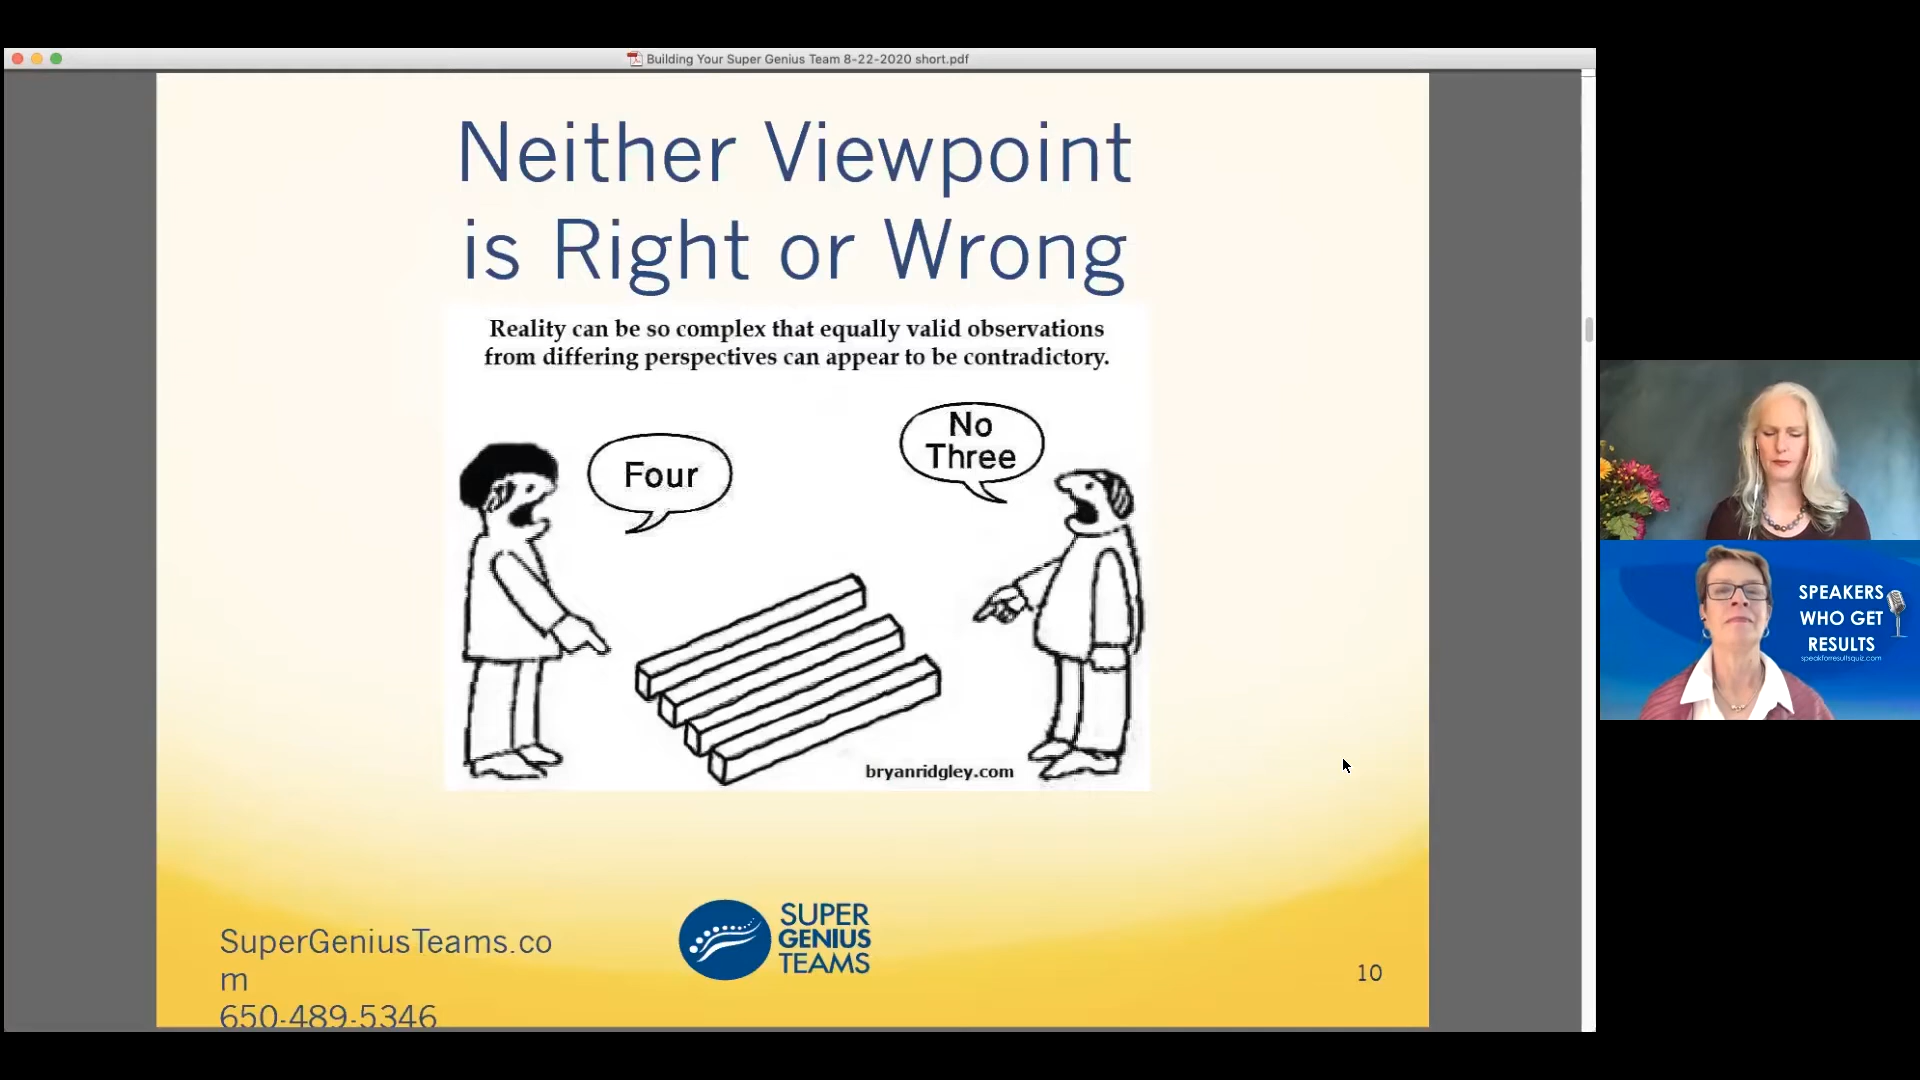 Building Your Super Genius Team 8-22-2020 short.pdf
Neither Viewpoint
is Right or Wrong
Reality can be so complex that equally valid observations
from differing perspectives can appear to be contradictory.
Four
No
Three
bryanridgley.com
SuperGeniusTeams.co
m
650-489-5346
SUPER
GENIUS
TEAMS
10
SPEAKERS
WHO GET
RESULTS
speakforresultsquiz.com